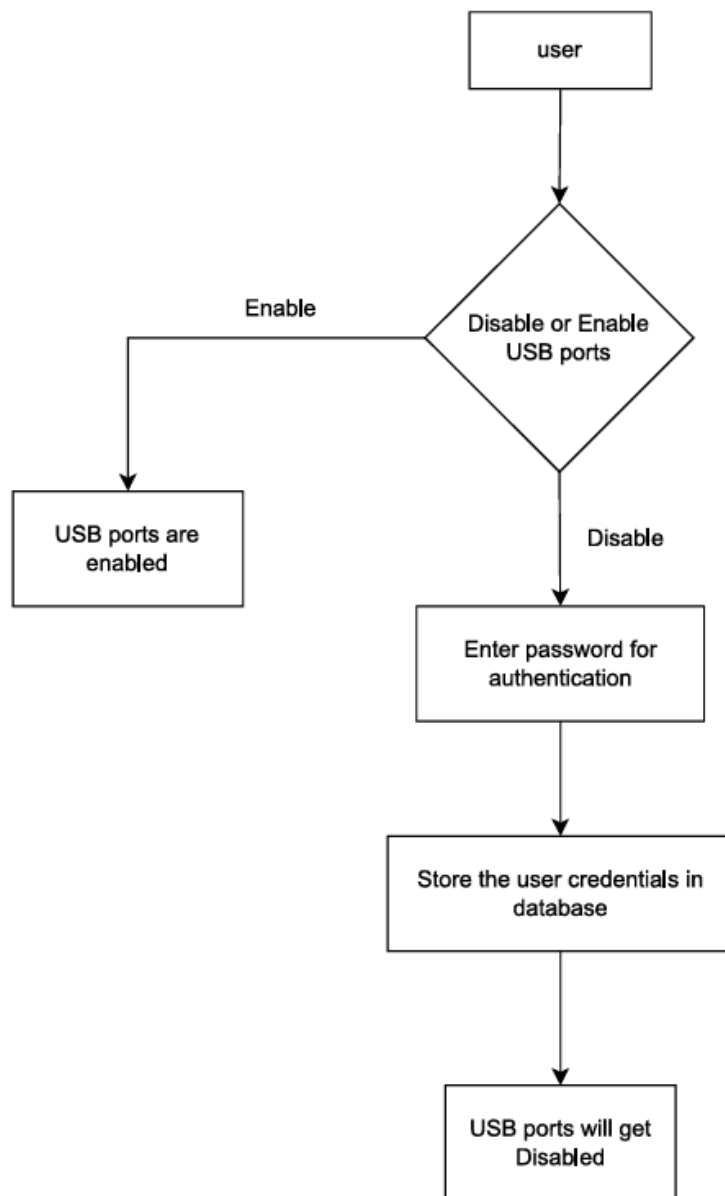 user
Disable or Enable
USB ports
Enable
USB ports are
enabled
Disable
Enter password for
authentication
Store the user credentials in
database
USB ports will get
Disabled